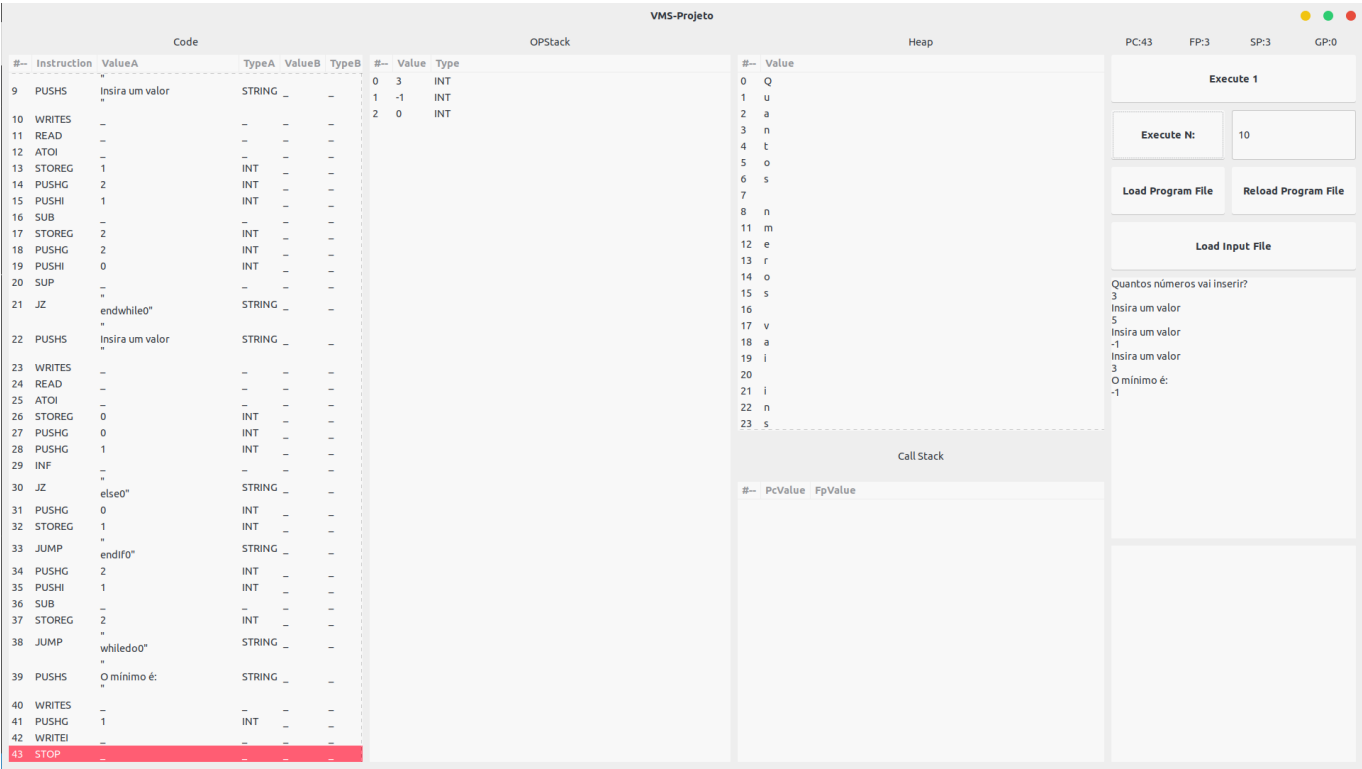 VMS-Projeto
Code
#-- Instruction ValueA TypeA ValueB TypeB
"
9 PUSHS Insira um valor STRING _ _
"
10 WRITES _ _ _ _
11 READ _ _ _ _
12 ATOI _ _ _ _
13 STOREG 1 INT _ _
14 PUSHG 2 INT _ _
15 PUSHI 1 INT _ _
16 SUB _ _ _ _
17 STOREG 2 INT _ _
18 PUSHG 2 INT _ _
19 PUSHI 0 INT _ _
20 SUP _ _ _ _
"
21 JZ endwhile0" STRING _ _
"
22 PUSHS Insira um valor STRING _ _
"
23 WRITES _ _ _ _
24 READ _ _ _ _
25 ATOI _ _ _ _
26 STOREG 0 INT _ _
27 PUSHG 0 INT _ _
28 PUSHG 1 INT _ _
29 INF _ _ _ _
"
30 JZ else0" STRING _ _
31 PUSHG 0 INT _ _
32 STOREG 1 INT _ _
"
33 JUMP endIf0" STRING _ _
34 PUSHG 2 INT _ _
35 PUSHI 1 INT _ _
36 SUB _ _ _ _
37 STOREG 2 INT _ _
"
38 JUMP whiledo0" STRING _ _
"
39 PUSHS O mínimo é: STRING _ _
"
40 WRITES _ _ _ _
41 PUSHG 1 INT _ _
42 WRITEI _ _ _ _
43 STOP _ _ _ _
OPStack
#-- Value Type
0 3 INT
1 -1 INT
2 0 INT
Heap
#-- Value
0 Q
1 u
2 a
3 n
4 t
5 o
6 s
7
8 n
11 m
12 e
13 r
14 o
15 s
16
17 v
18 a
19 i
20
21 i
22 n
23 s
Call Stack
#-- PcValue FpValue
PC:43 FP:3 SP:3 GP:0
Execute 1
Execute N: 10
Load Program File Reload Program File
Load Input File
Quantos números vai inserir?
3
Insira um valor
5
Insira um valor
-1
Insira um valor
3
O mínimo é:
-1